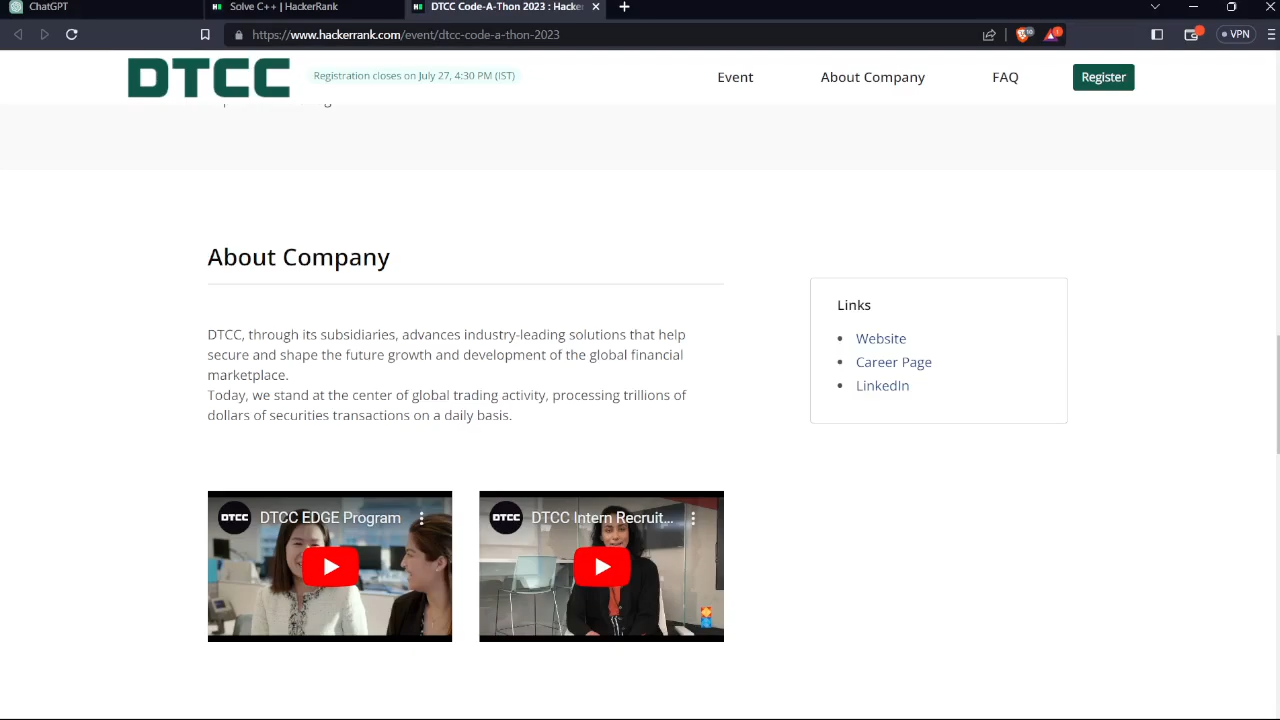 ChatGPT
Solve C++ | HackerRank
DTCC Code-A-Thon 2023 : Hacker
https://www.hackerrank.com/event/dtcc-code-a-thon-2023
10
1
VPN
DTCC
Registration closes on July 27, 4:30 PM (IST)
Event
About Company
FAQ
Register
About Company
DTCC, through its subsidiaries, advances industry-leading solutions that help
secure and shape the future growth and development of the global financial
marketplace.
Today, we stand at the center of global trading activity, processing trillions of
dollars of securities transactions on a daily basis.
Links
Website
Career Page
LinkedIn
DTCC
DTCC EDGE Program
DTCC
DTCC Intern Recruit...